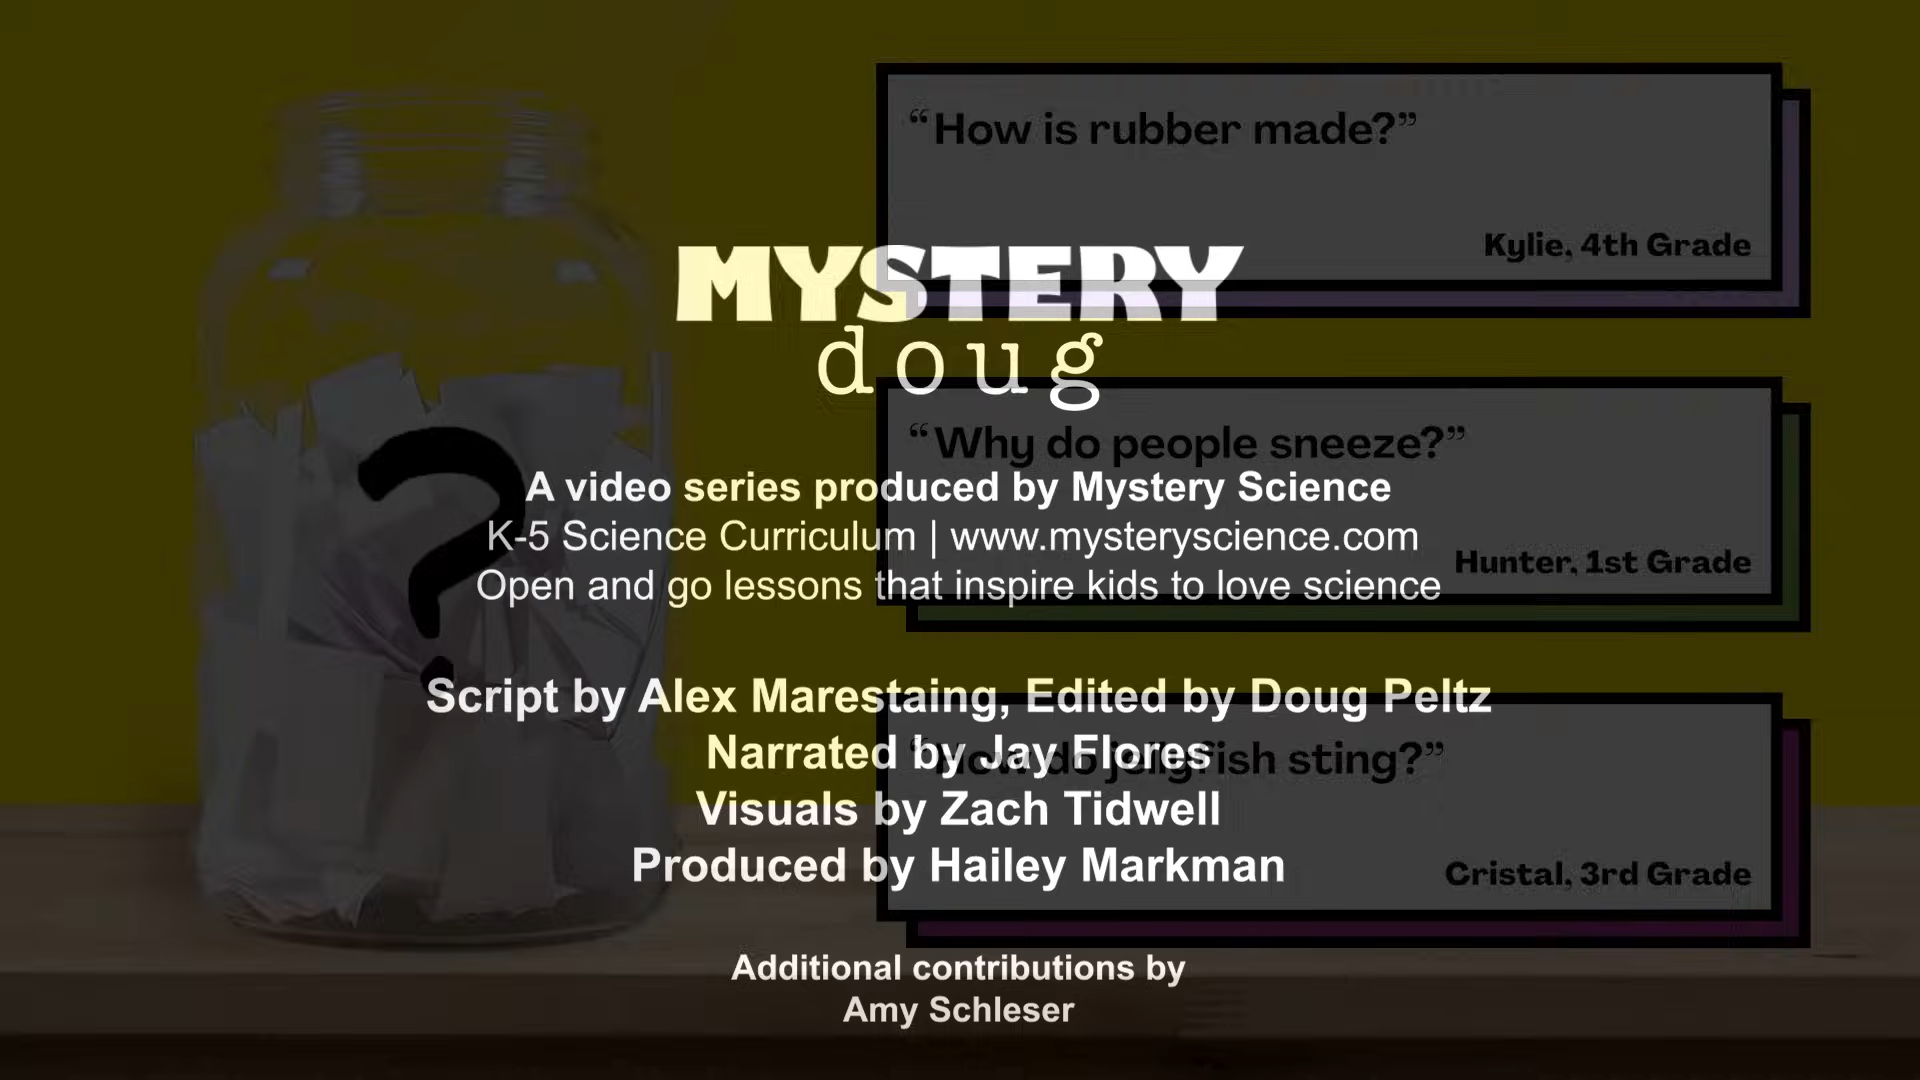 “How is rubber made?”
Kylie, 4th Grade
MYSTERY
doug
“Why do people sneeze?”
Hunter, 1st Grade
A video series produced by Mystery Science
K-5 Science Curriculum | www.mysteryscience.com
Open and go lessons that inspire kids to love science
Script by Alex Marestaing, Edited by Doug Peltz
Narrated by Jay Flores
“How do jellyfish sting?”
Visuals by Zach Tidwell
Produced by Hailey Markman
Cristal, 3rd Grade
Additional contributions by
Amy Schleser
?